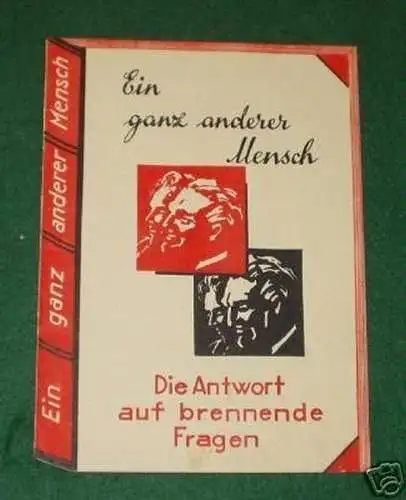 Ein ganz anderer Mensch
Ein
ganz anderer
Mensch
Die Antwort
auf brennende
Fragen